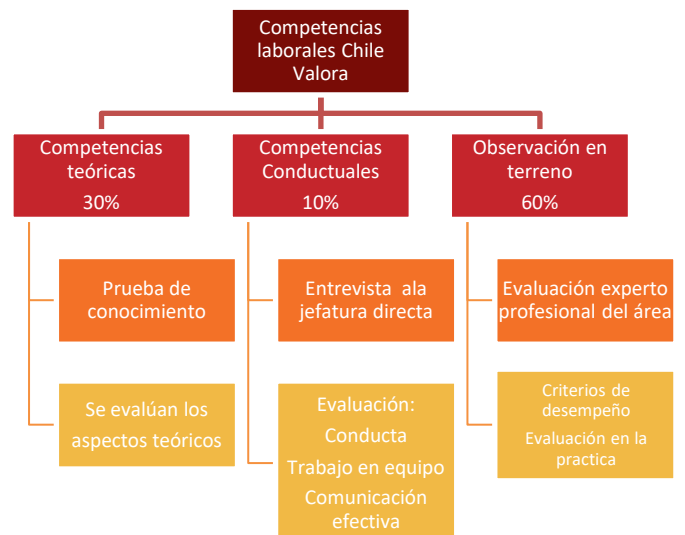 Competencias
laborales Chile
Valora
Competencias
teóricas
30%
Competencias
Conductuales
10%
Observación en
terreno
60%
Prueba de
conocimiento
Entrevista ala
jefatura directa
Evaluación experto
profesional del área
Se evalúan los
aspectos teóricos
Evaluación:
Conducta
Trabajo en equipo
Comunicación
efectiva
Criterios de
desempeño
Evaluación en la
practica